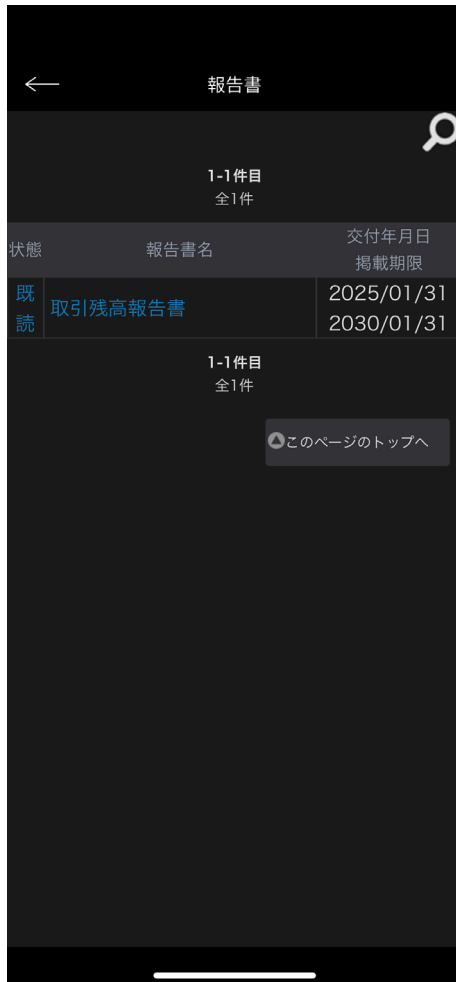 報告書
1-1件目
全1件
状態 報告書名 交付年月日
掲載期限
既読 取引残高報告書 2025/01/31
2030/01/31
1-1件目
全1件
このページのトップへ